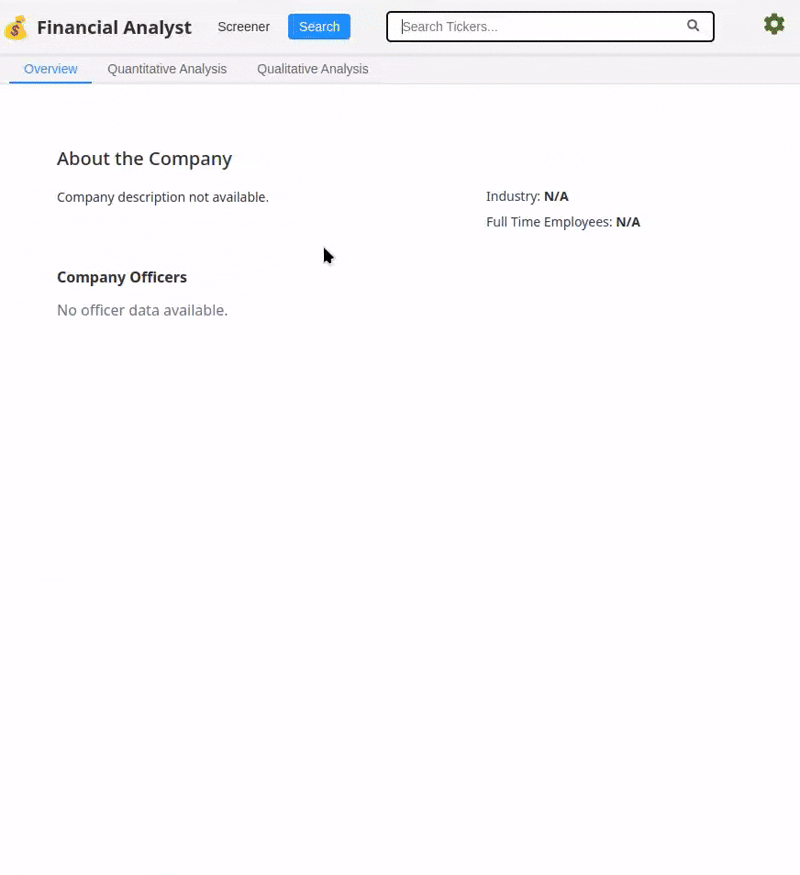 Financial Analyst Screener Search Search Tickers...
Overview Quantitative Analysis Qualitative Analysis
About the Company
Company description not available.
Industry: N/A
Full Time Employees: N/A
Company Officers
No officer data available.